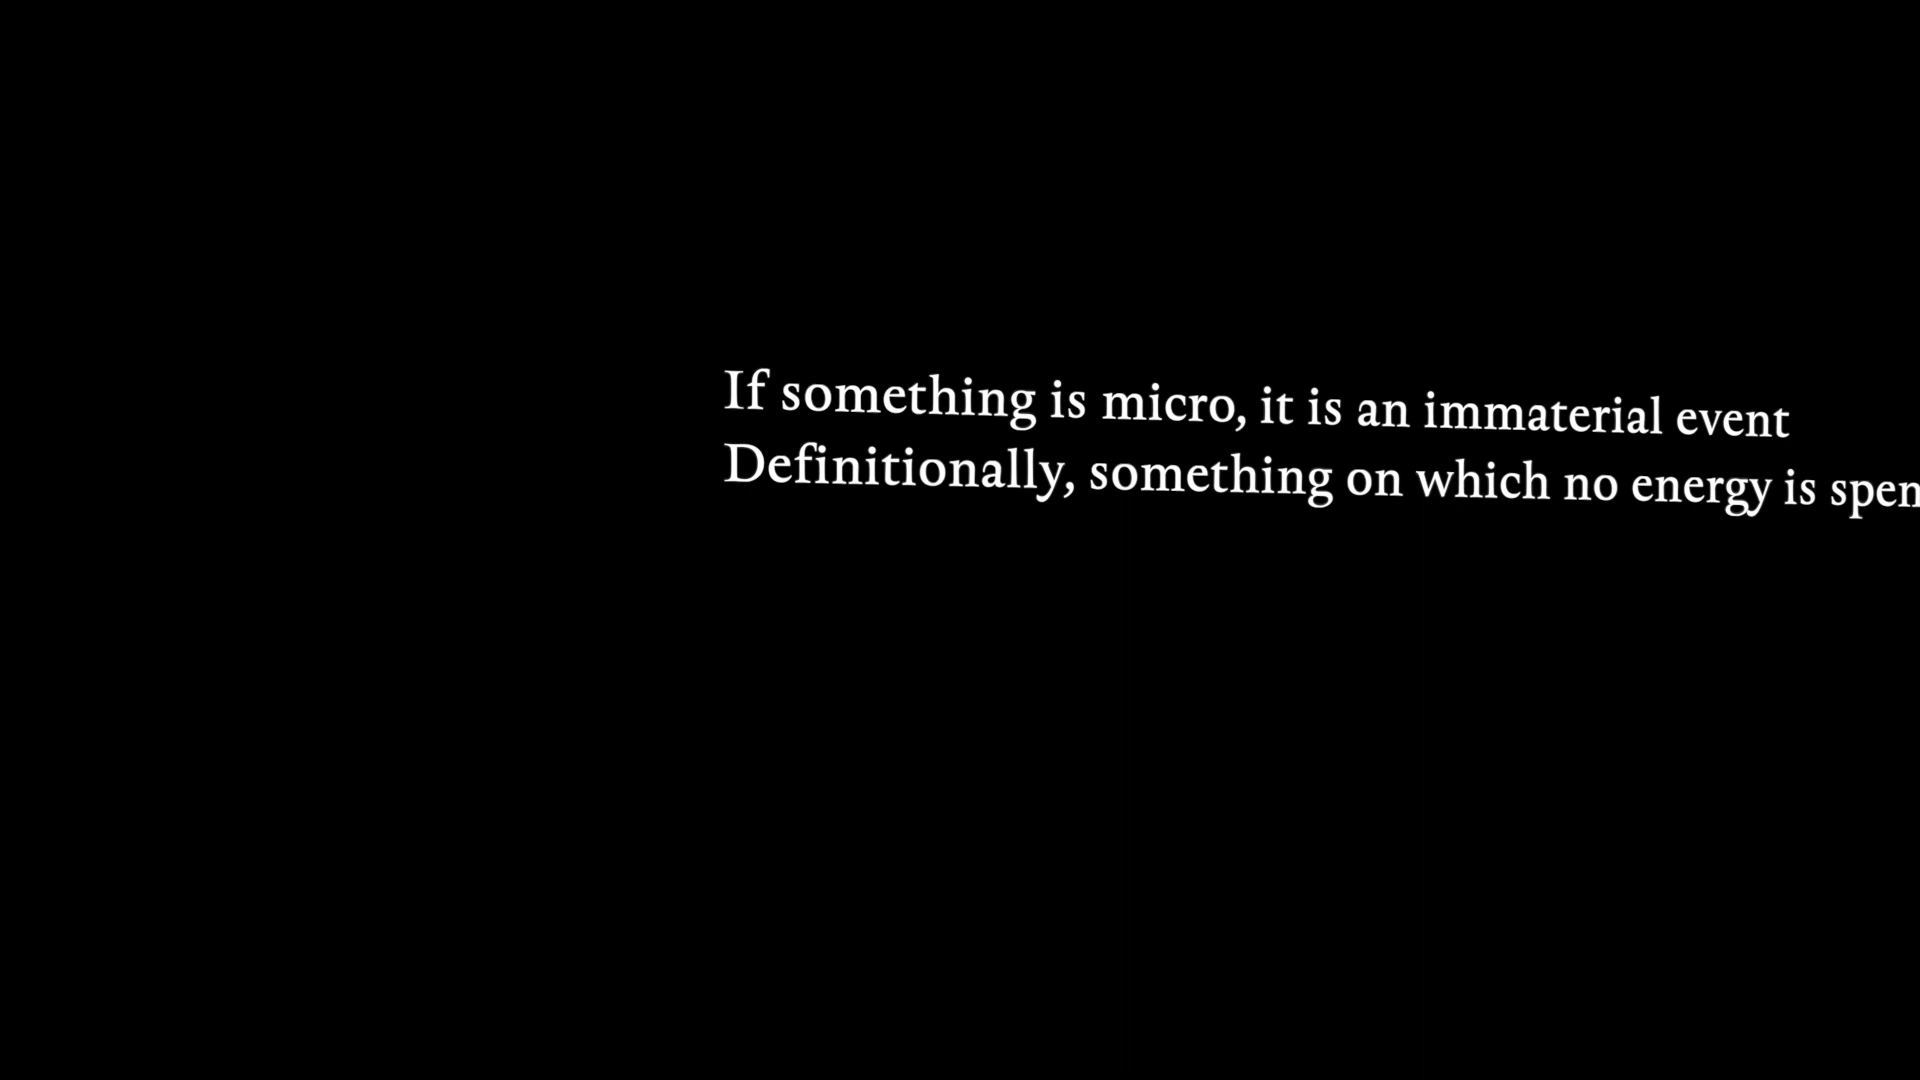 If something is micro, it is an immaterial event
Definitionally, something on which no energy is spen